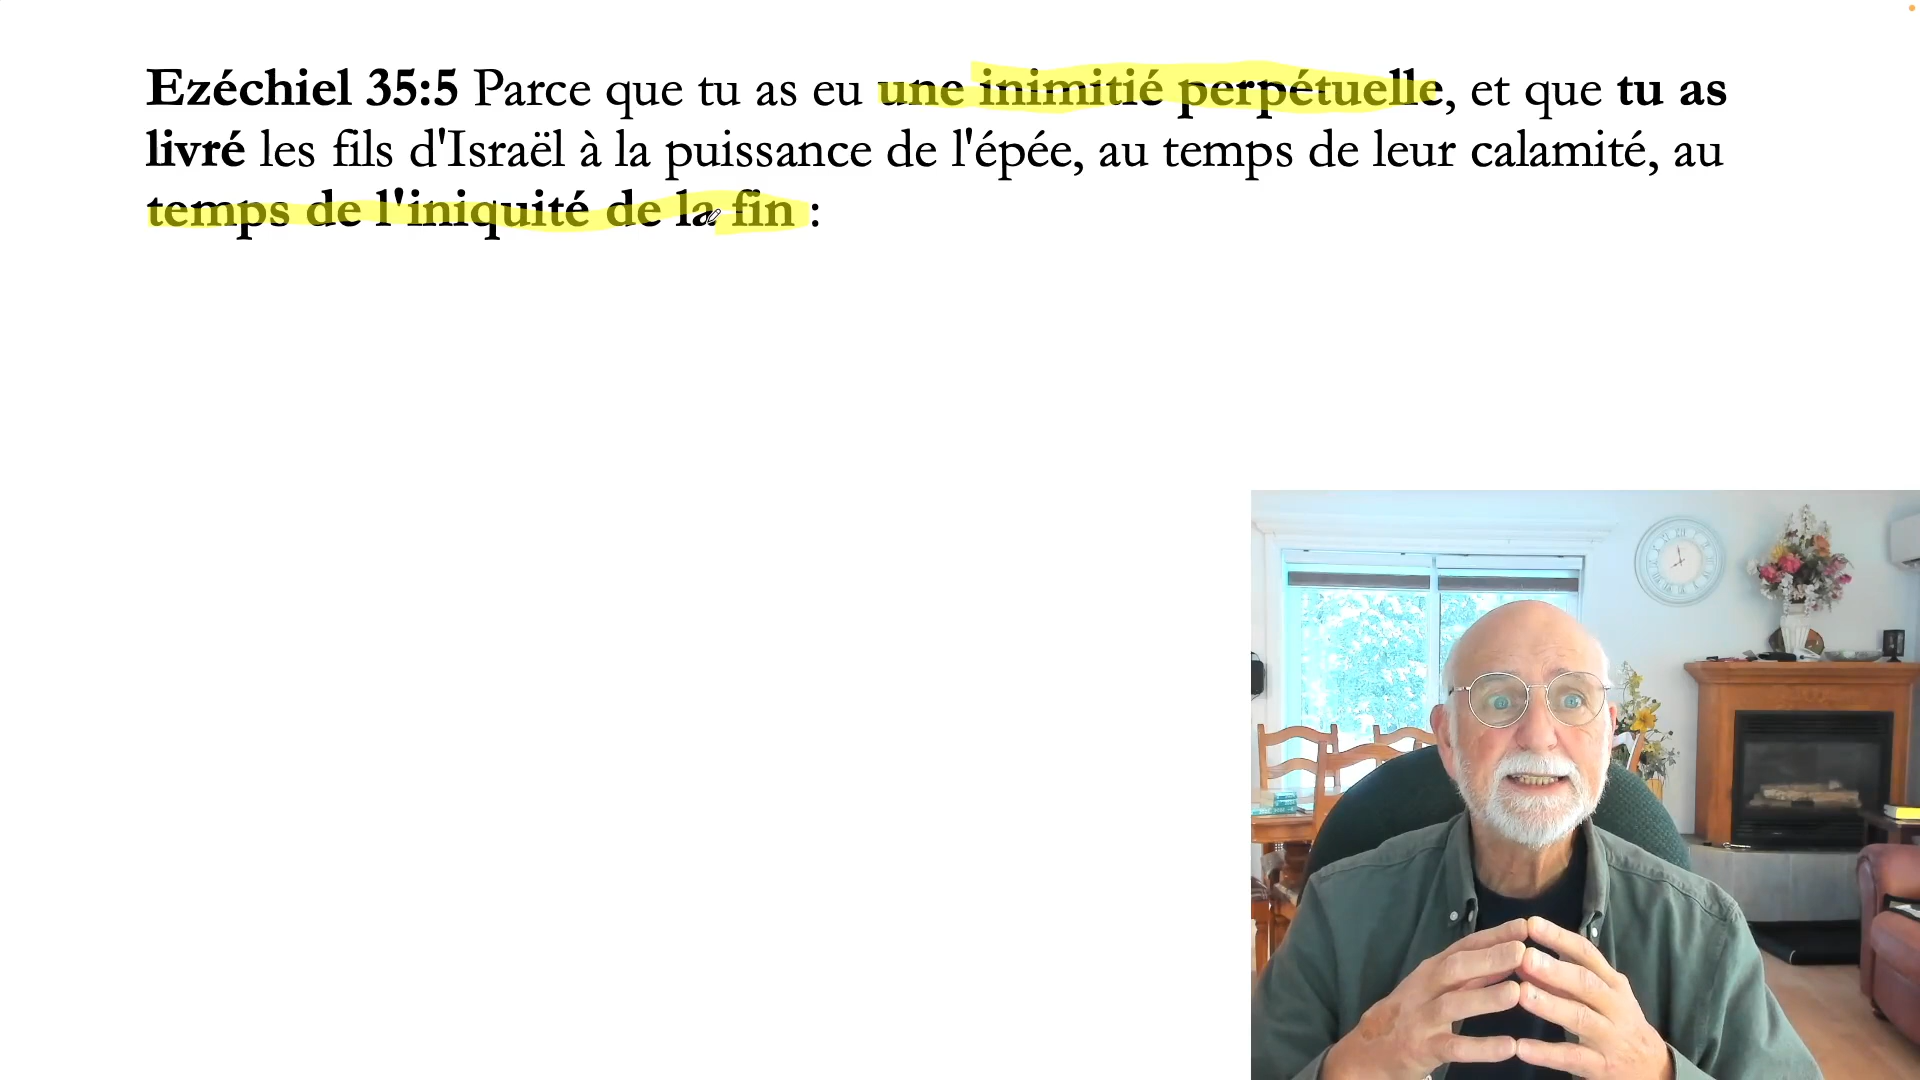 Ezéchiel 35:5 Parce que tu as eu une inimitié perpétuelle, et que tu as
livré les fils d'Israël à la puissance de l'épée, au temps de leur calamité, au
temps de l'iniquité de la fin :